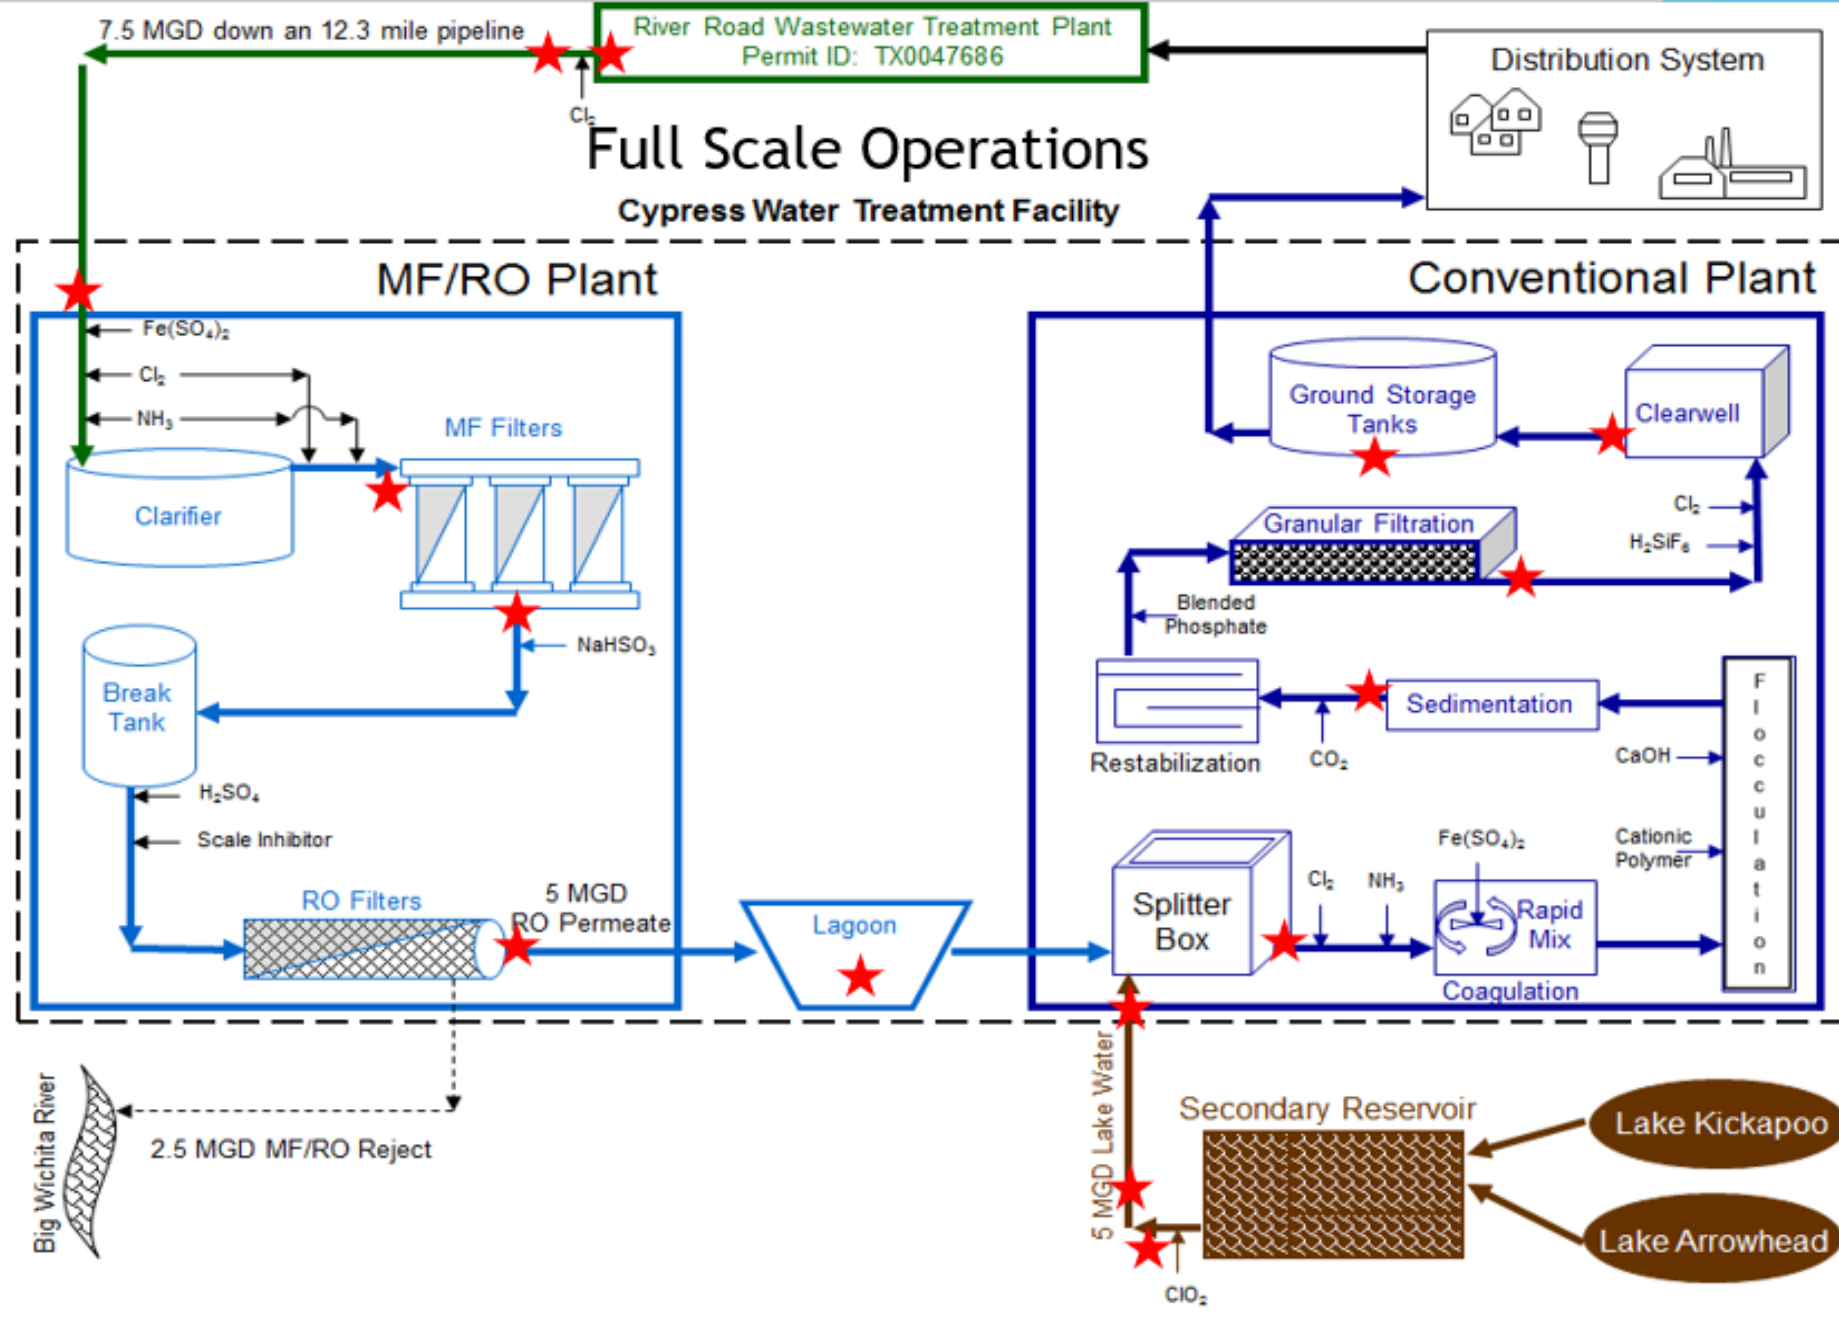 7.5 MGD down an 12.3 mile pipeline
River Road Wastewater Treatment Plant
Permit ID: TX0047686
Distribution System
Cl₂
Full Scale Operations
Cypress Water Treatment Facility
MF/RO Plant
Fe(SO₄)₂
Cl₂
NH₃
MF Filters
Clarifier
NaHSO₃
Break
Tank
H₂SO₄
Scale Inhibitor
RO Filters
5 MGD
RO Permeate
Lagoon
Big Wichita River
2.5 MGD MF/RO Reject
Conventional Plant
Ground Storage
Tanks
Clearwell
Cl₂
H₂SiF₆
Granular Filtration
Blended
Phosphate
Restabilization
CO₂
Sedimentation
Flocculation
CaOH
Cationic
Polymer
Splitter
Box
Cl₂
NH₃
Fe(SO₄)₂
Rapid
Mix
Coagulation
5 MGD Lake Water
Secondary Reservoir
ClO₂
Lake Kickapoo
Lake Arrowhead